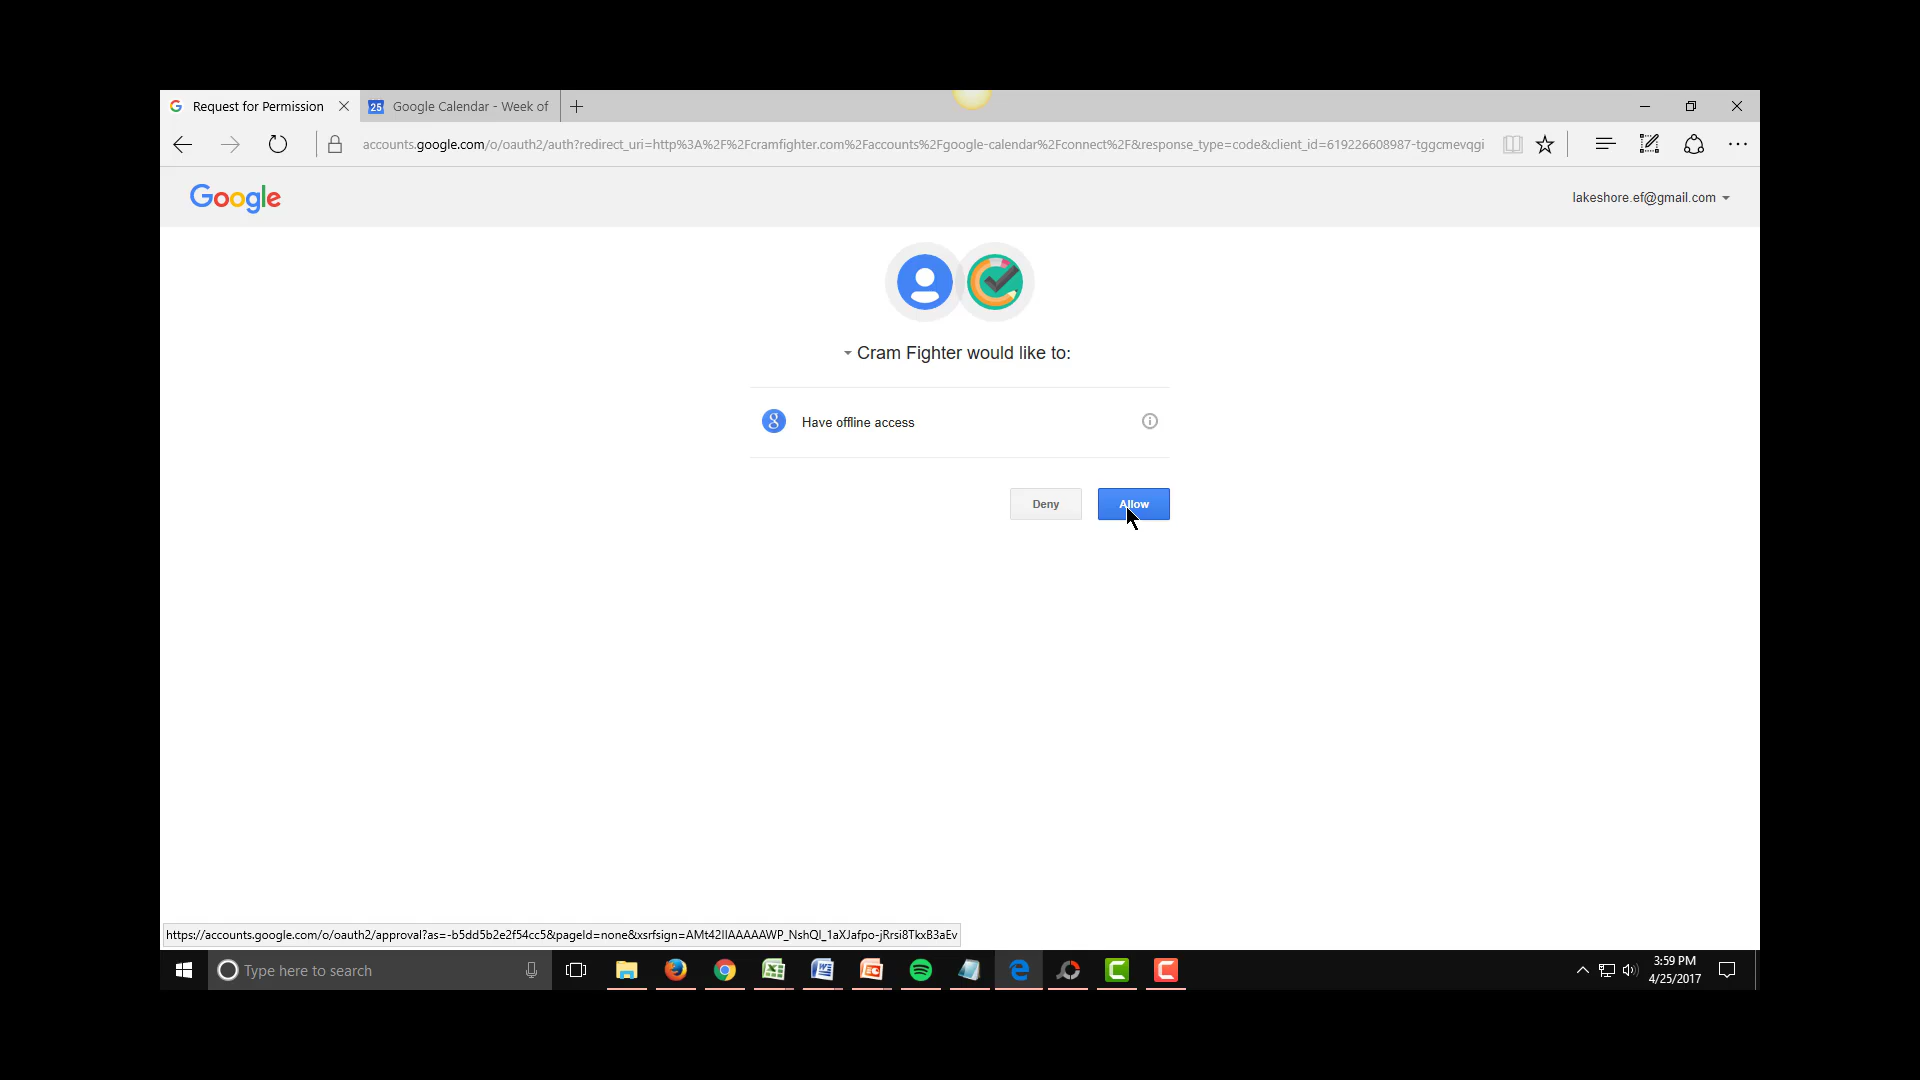 Request for Permission
25 Google Calendar - Week of
accounts.google.com/o/oauth2/auth?redirect_uri=http%3A%2F%2Fcramfighter.com%2Faccounts%2Fgoogle-calendar%2Fconnect%2F&response_type=code&client_id=619226608987-tggcmevqgi
Google
lakeshore.ef@gmail.com
Cram Fighter would like to:
Have offline access
Deny
Allow
https://accounts.google.com/o/oauth2/approval?as=-b5dd5b2e2f54cc5&pageId=none&xsrfsign=AMt42IIAAAAAWP_NshQI_1aXJafpo-jRrsi8TkxB3aEv
Type here to search
3:59 PM
4/25/2017